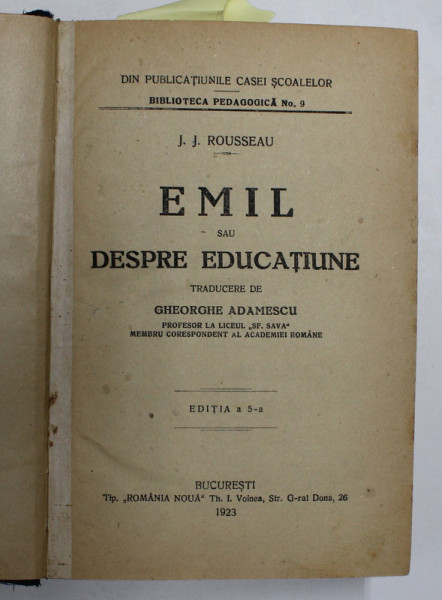 DIN PUBLICAȚIUNILE CASEI ȘCOALELOR
BIBLIOTECA PEDAGOGICĂ No. 9
J. J. ROUSSEAU
EMIL
SAU
DESPRE EDUCAȚIUNE
TRADUCERE DE
GHEORGHE ADAMESCU
PROFESOR LA LICEUL „SF. SAVA"
MEMBRU CORESPONDENT AL ACADEMIEI ROMÂNE
EDIȚIA a 5-a
BUCUREȘTI
Tip. „ROMÂNIA NOUĂ" Th. I. Voinea, Str. G-ral Dona, 26
1923